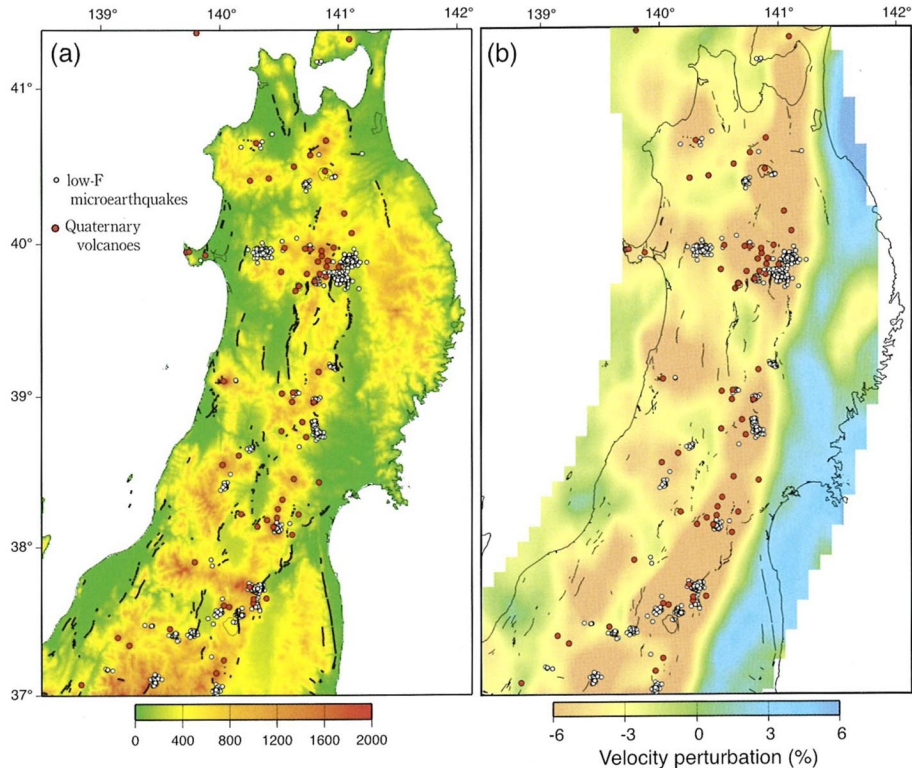 139° 140° 141° 142°
139° 140° 141° 142°
(a)
(b)
41°
low-F
microearthquakes
Quaternary
volcanoes
40°
39°
38°
37°
0 400 800 1200 1600 2000
-6 -3 0 3 6
Velocity perturbation (%)